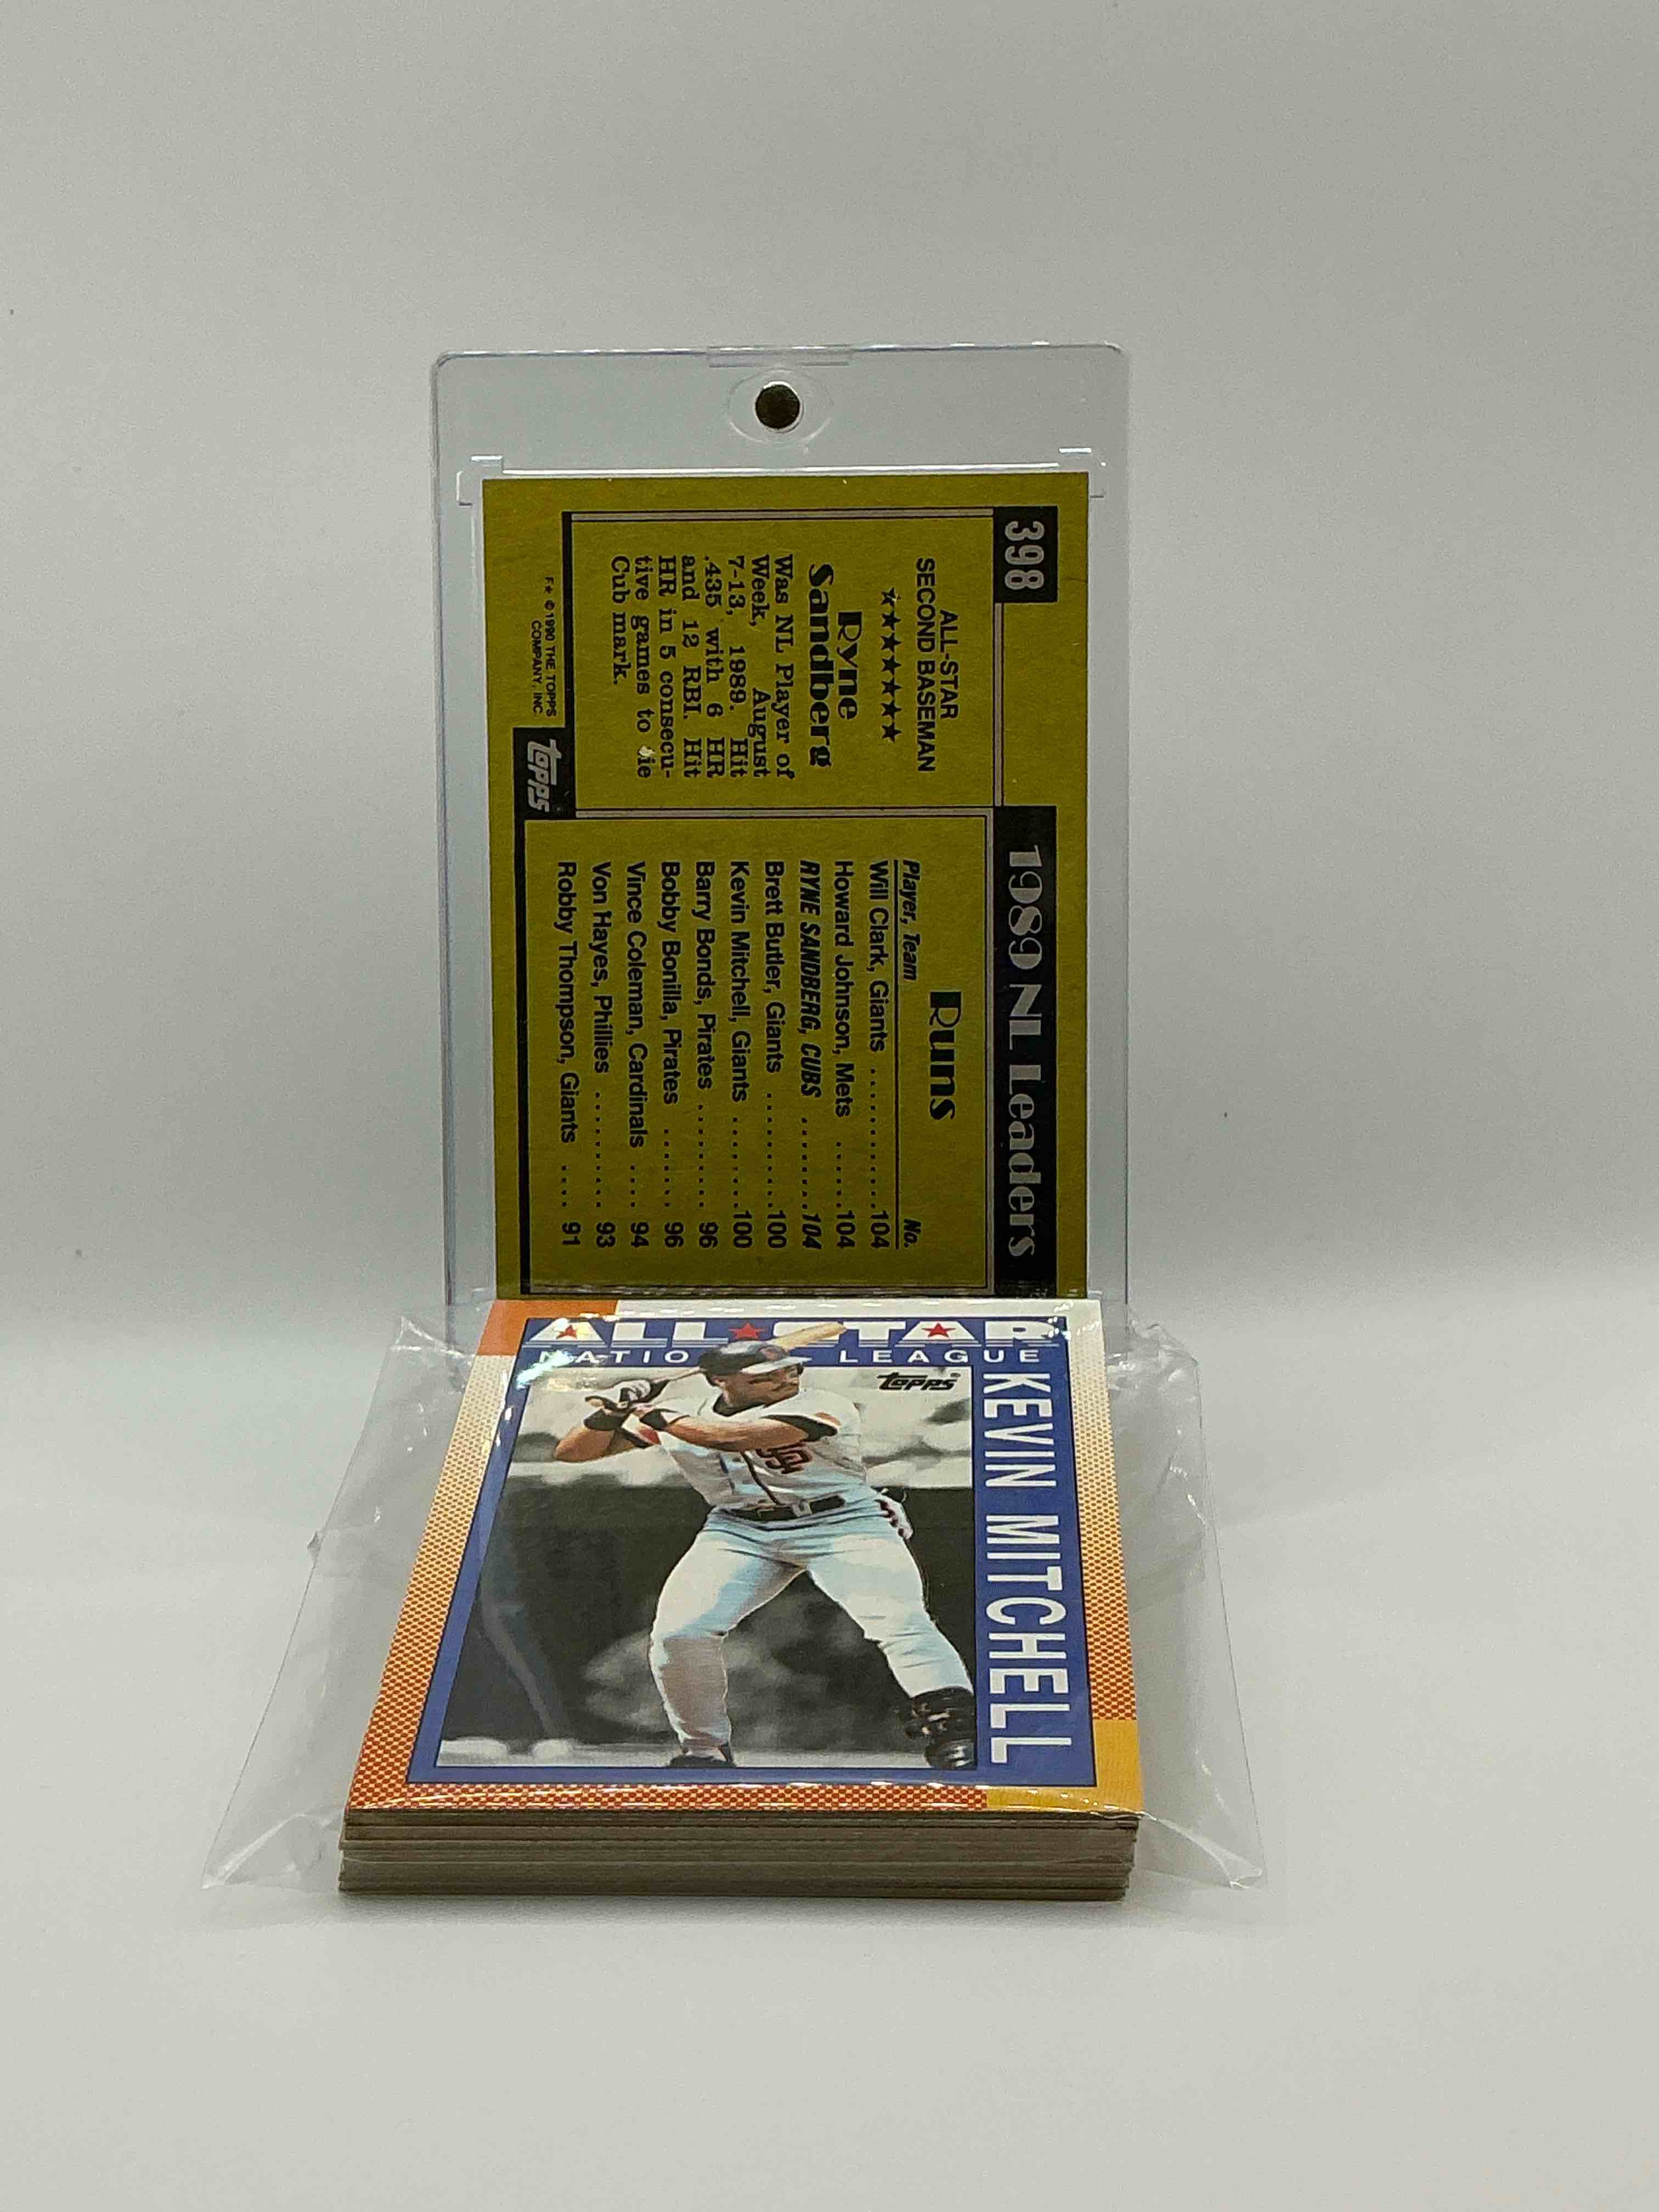 398
ALL-STAR
SECOND BASEMAN
Ryne
Sandberg
Was NL Player of
Week, August
7-13, 1989. Hit
.435 with 6 HR
and 12 RBI. Hit
HR in 5 consecu-
tive games to tie
Cub mark.
F* © 1990 THE TOPPS
COMPANY, INC.
topps
1989 NL Leaders
Runs
Player, Team No.
Will Clark, Giants ........... 104
Howard Johnson, Mets ...... 104
RYNE SANDBERG, CUBS ......... 104
Brett Butler, Giants .......... 100
Kevin Mitchell, Giants ....... 100
Barry Bonds, Pirates ........ 96
Bobby Bonilla, Pirates ...... 96
Vince Coleman, Cardinals .... 94
Von Hayes, Phillies ......... 93
Robby Thompson, Giants .... 91
ALL★STAR
LEAGUE
topps
KEVIN MITCHELL